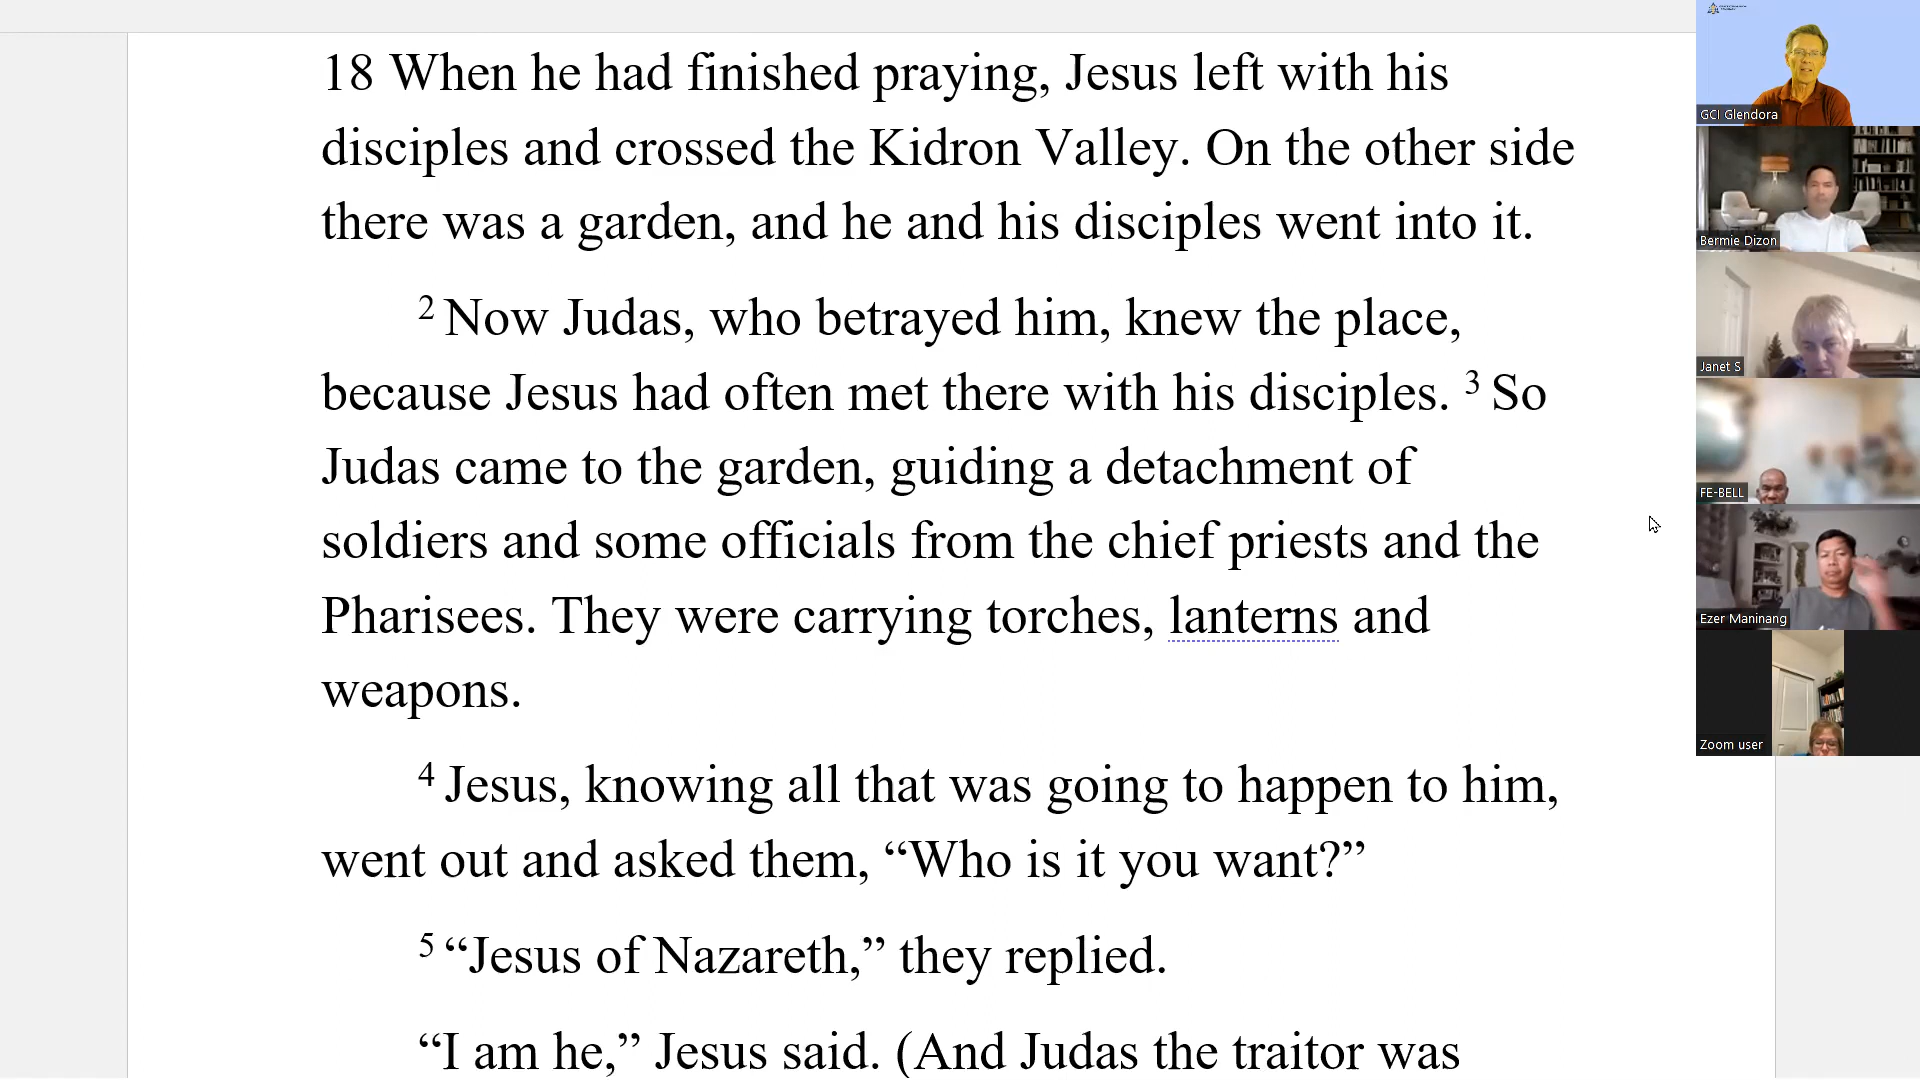 18 When he had finished praying, Jesus left with his
disciples and crossed the Kidron Valley. On the other side
there was a garden, and he and his disciples went into it.
2 Now Judas, who betrayed him, knew the place,
because Jesus had often met there with his disciples. 3 So
Judas came to the garden, guiding a detachment of
soldiers and some officials from the chief priests and the
Pharisees. They were carrying torches, lanterns and
weapons.
4 Jesus, knowing all that was going to happen to him,
went out and asked them, “Who is it you want?”
5 “Jesus of Nazareth,” they replied.
“I am he,” Jesus said. (And Judas the traitor was
GCI Glendora
Bermie Dizon
Janet S
FE-BELL
Ezer Maninang
Zoom user